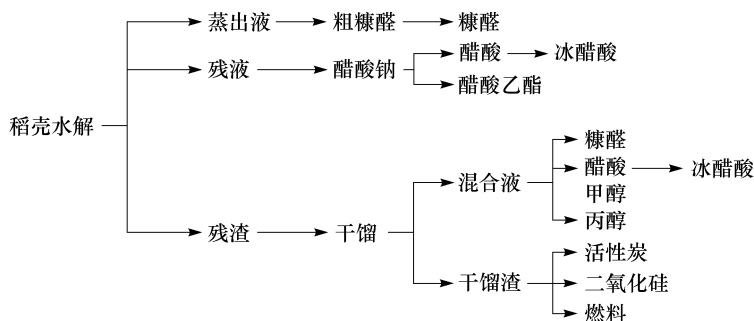 蒸出液 粗糠醛 糠醛
残液 醋酸钠 醋酸 冰醋酸
醋酸乙酯
稻壳水解
糠醛
混合液 醋酸 冰醋酸
甲醇
残渣 干馏 丙醇
活性炭
干馏渣 二氧化硅
燃料